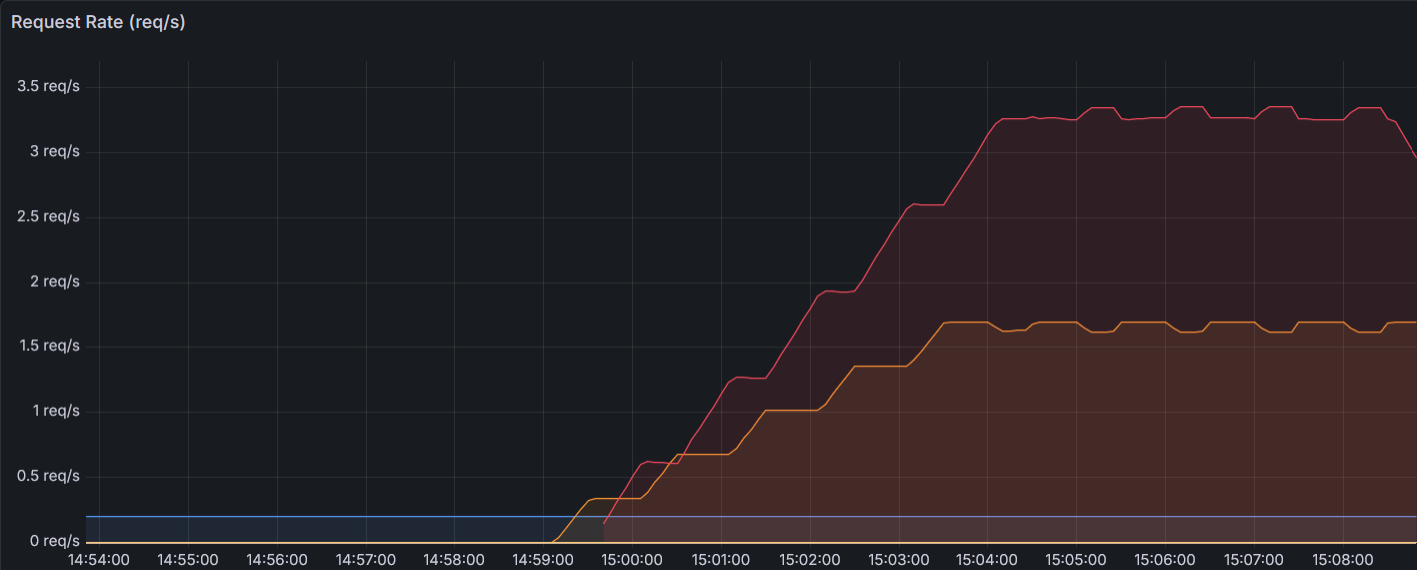 Request Rate (req/s)
3.5 req/s
3 req/s
2.5 req/s
2 req/s
1.5 req/s
1 req/s
0.5 req/s
0 req/s
14:54:00 14:55:00 14:56:00 14:57:00 14:58:00 14:59:00 15:00:00 15:01:00 15:02:00 15:03:00 15:04:00 15:05:00 15:06:00 15:07:00 15:08:00